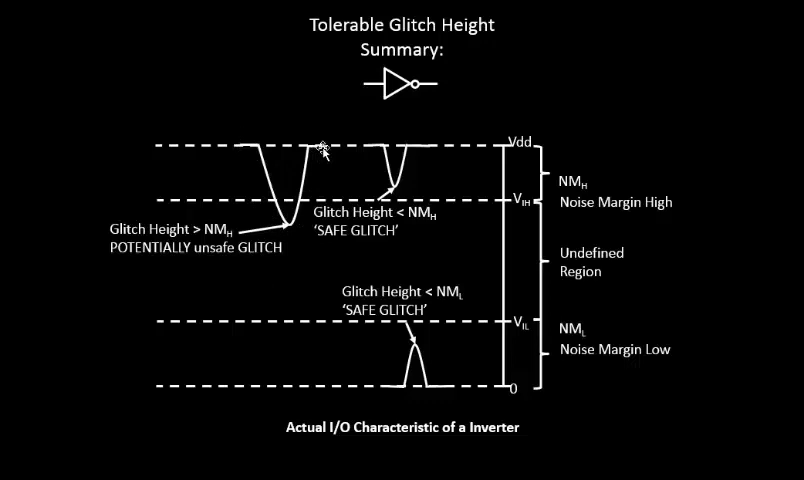 Tolerable Glitch Height
Summary:
Vdd
NMH
Noise Margin High
VIH
Glitch Height < NMH
'SAFE GLITCH'
Glitch Height > NMH
POTENTIALLY unsafe GLITCH
Undefined
Region
Glitch Height < NML
'SAFE GLITCH'
VIL
NML
Noise Margin Low
0
Actual I/O Characteristic of a Inverter